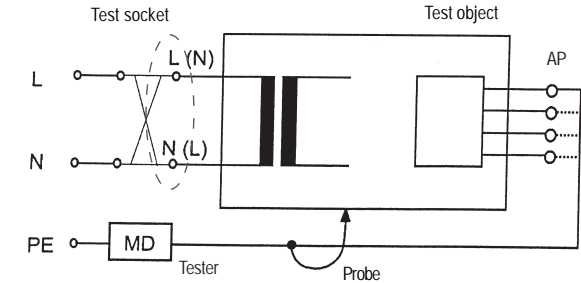 Test socket
Test object
L
L (N)
AP
N
N (L)
PE
MD
Tester
Probe